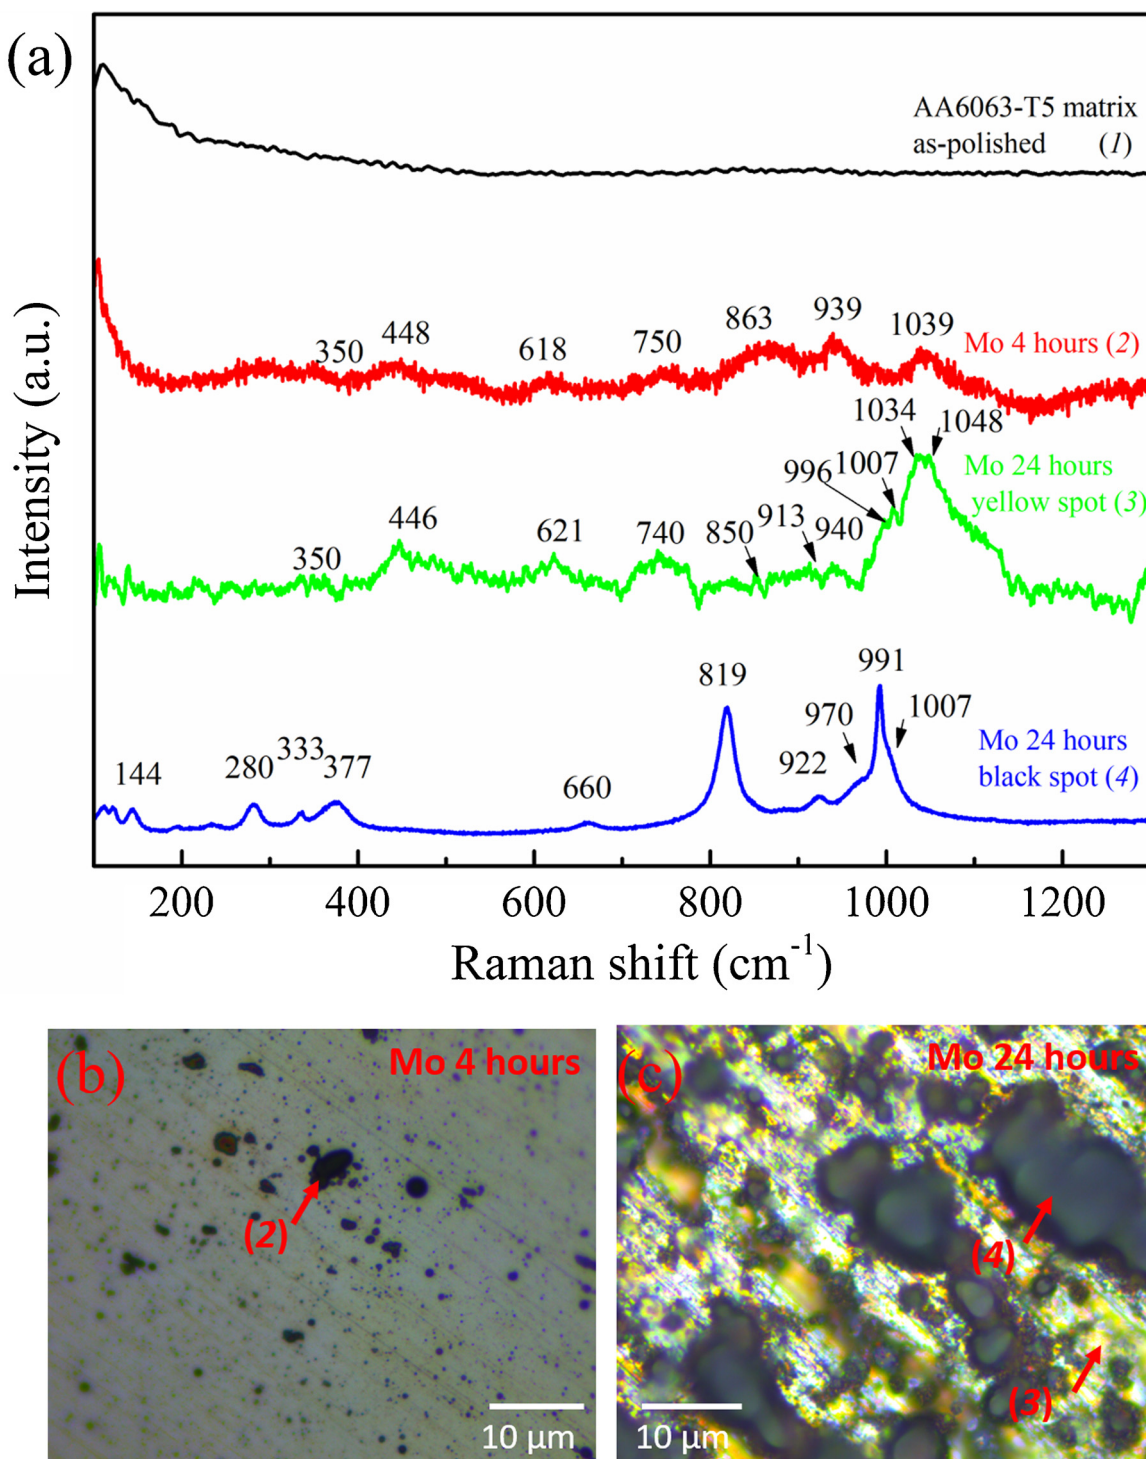 (a)
AA6063-T5 matrix
as-polished (1)
350
448
618
750
863
939
1039
Mo 4 hours (2)
1034
1048
996
1007
Mo 24 hours
yellow spot (3)
350
446
621
740
850
913
940
819
991
970
1007
922
Mo 24 hours
black spot (4)
144
280
333
377
660
Intensity (a.u.)
200 400 600 800 1000 1200
Raman shift (cm⁻¹)
(b)
Mo 4 hours
(2)
10 μm
(c)
Mo 24 hours
(4)
(3)
10 μm